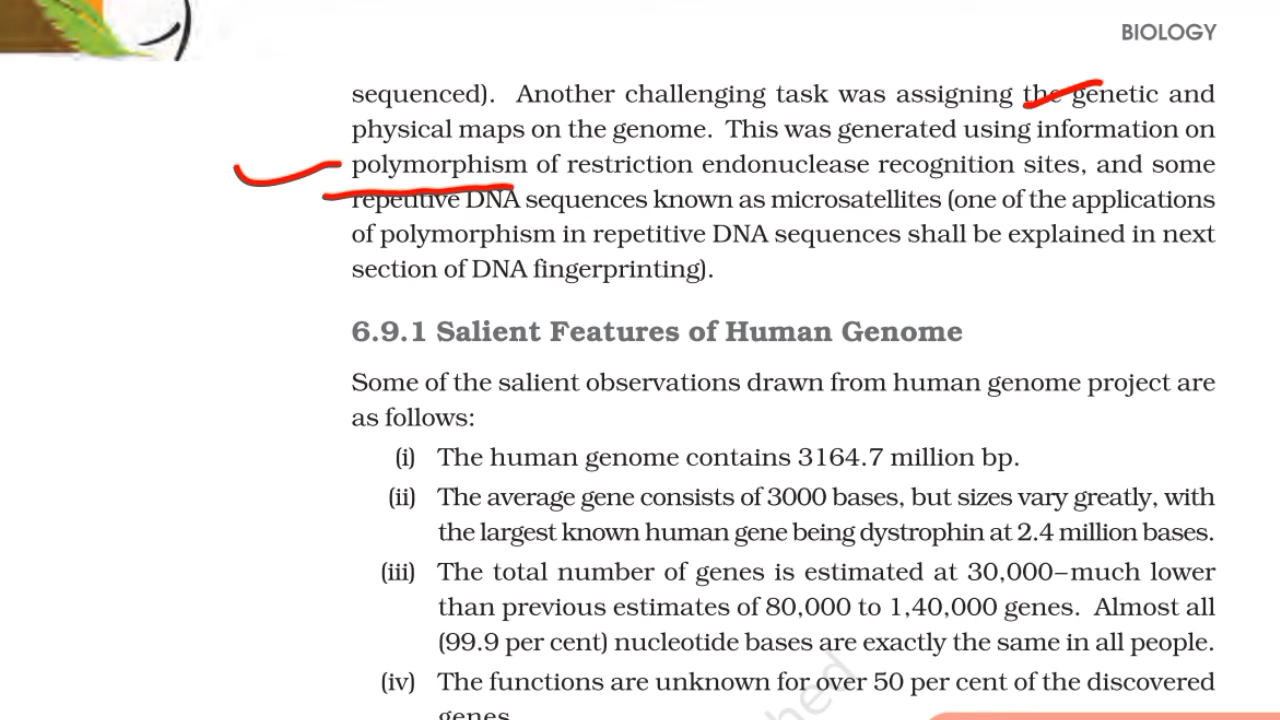 BIOLOGY
sequenced). Another challenging task was assigning the genetic and
physical maps on the genome. This was generated using information on
polymorphism of restriction endonuclease recognition sites, and some
repetitive DNA sequences known as microsatellites (one of the applications
of polymorphism in repetitive DNA sequences shall be explained in next
section of DNA fingerprinting).
6.9.1 Salient Features of Human Genome
Some of the salient observations drawn from human genome project are
as follows:
(i) The human genome contains 3164.7 million bp.
(ii) The average gene consists of 3000 bases, but sizes vary greatly, with
the largest known human gene being dystrophin at 2.4 million bases.
(iii) The total number of genes is estimated at 30,000–much lower
than previous estimates of 80,000 to 1,40,000 genes. Almost all
(99.9 per cent) nucleotide bases are exactly the same in all people.
(iv) The functions are unknown for over 50 per cent of the discovered
genes